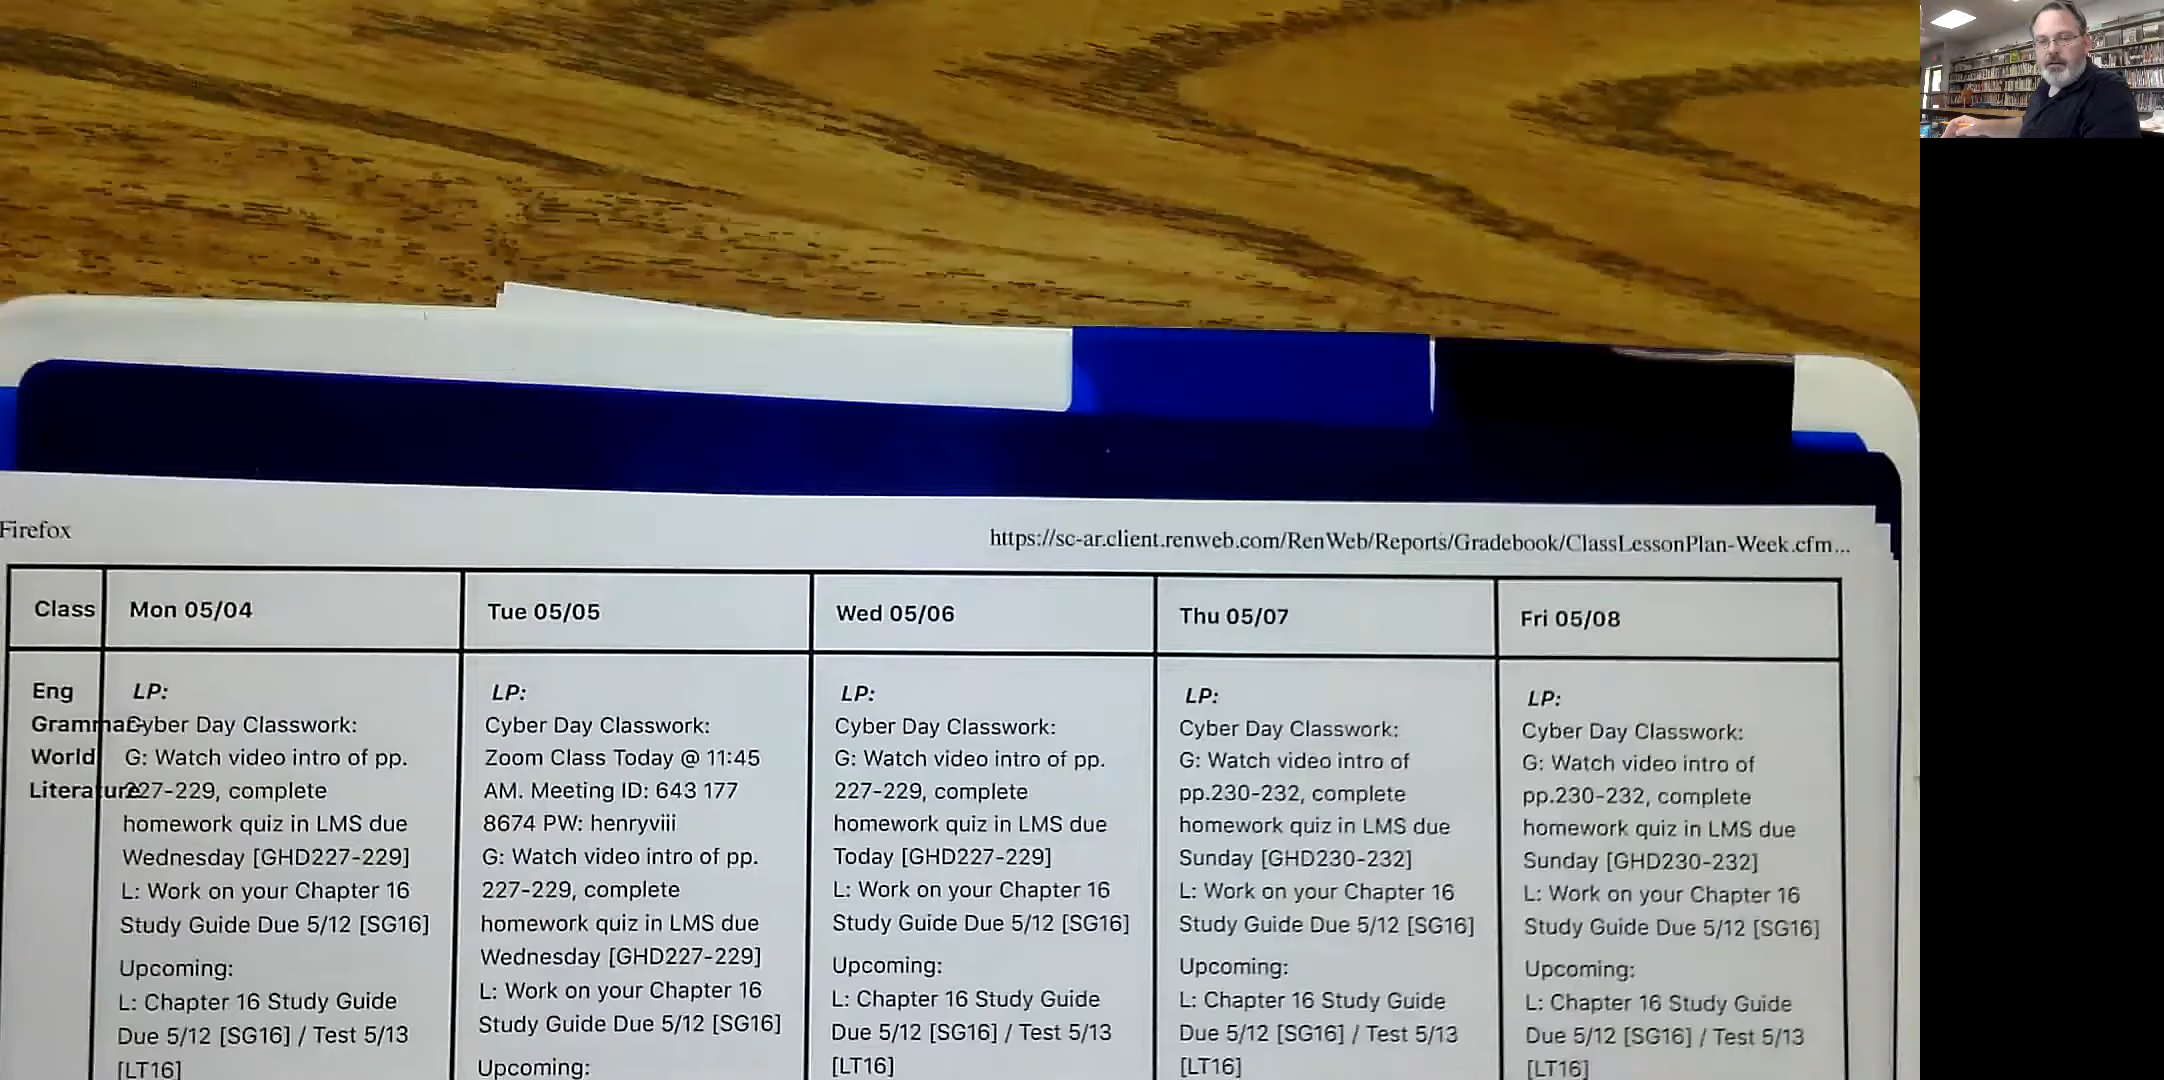 Firefox
https://sc-ar.client.renweb.com/RenWeb/Reports/Gradebook/ClassLessonPlan-Week.cfm...
Class
Mon 05/04
Tue 05/05
Wed 05/06
Thu 05/07
Fri 05/08
Eng
Grammar-
World
Literature
LP:
Cyber Day Classwork:
G: Watch video intro of pp.
227-229, complete
homework quiz in LMS due
Wednesday [GHD227-229]
L: Work on your Chapter 16
Study Guide Due 5/12 [SG16]
Upcoming:
L: Chapter 16 Study Guide
Due 5/12 [SG16] / Test 5/13
[LT16]
LP:
Cyber Day Classwork:
Zoom Class Today @ 11:45
AM. Meeting ID: 643 177
8674 PW: henryviii
G: Watch video intro of pp.
227-229, complete
homework quiz in LMS due
Wednesday [GHD227-229]
L: Work on your Chapter 16
Study Guide Due 5/12 [SG16]
Upcoming:
LP:
Cyber Day Classwork:
G: Watch video intro of pp.
227-229, complete
homework quiz in LMS due
Today [GHD227-229]
L: Work on your Chapter 16
Study Guide Due 5/12 [SG16]
Upcoming:
L: Chapter 16 Study Guide
Due 5/12 [SG16] / Test 5/13
[LT16]
LP:
Cyber Day Classwork:
G: Watch video intro of
pp.230-232, complete
homework quiz in LMS due
Sunday [GHD230-232]
L: Work on your Chapter 16
Study Guide Due 5/12 [SG16]
Upcoming:
L: Chapter 16 Study Guide
Due 5/12 [SG16] / Test 5/13
[LT16]
LP:
Cyber Day Classwork:
G: Watch video intro of
pp.230-232, complete
homework quiz in LMS due
Sunday [GHD230-232]
L: Work on your Chapter 16
Study Guide Due 5/12 [SG16]
Upcoming:
L: Chapter 16 Study Guide
Due 5/12 [SG16] / Test 5/13
[LT16]